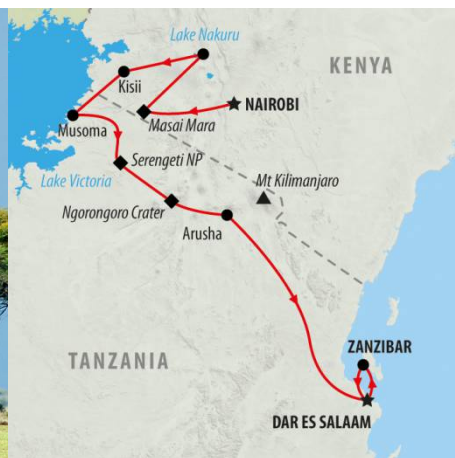 Lake Nakuru
KENYA
Kisii
NAIROBI
Masai Mara
Musoma
Serengeti NP
Lake Victoria
Mt Kilimanjaro
Ngorongoro Crater
Arusha
ZANZIBAR
TANZANIA
DAR ES SALAAM